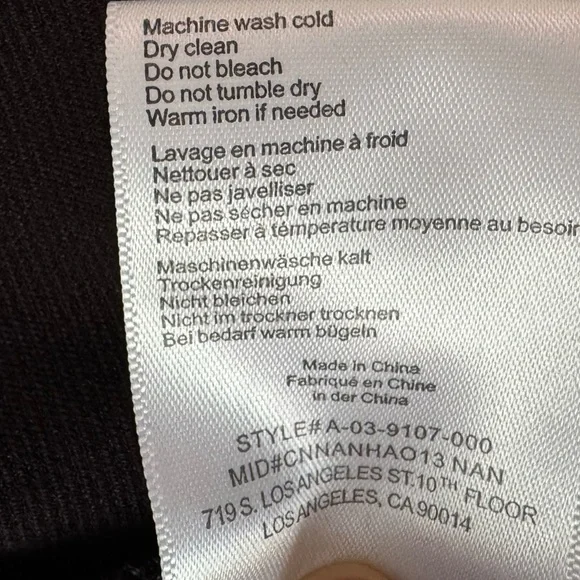 Machine wash cold
Dry clean
Do not bleach
Do not tumble dry
Warm iron if needed
Lavage en machine à froid
Nettouer à sec
Ne pas javelliser
Ne pas sécher en machine
Repasser à témperature moyenne au besoir
Maschinenwäsche kalt
Trockenreinigung
Nicht bleichen
Nicht im trockner trocknen
Bei bedarf warm bügeln
Made in China
Fabriqué en Chine
in der China
STYLE# A-03-9107-000
MID#CNNANHAO13 NAN
719 S. LOS ANGELES ST.10TH FLOOR
LOS ANGELES, CA 90014